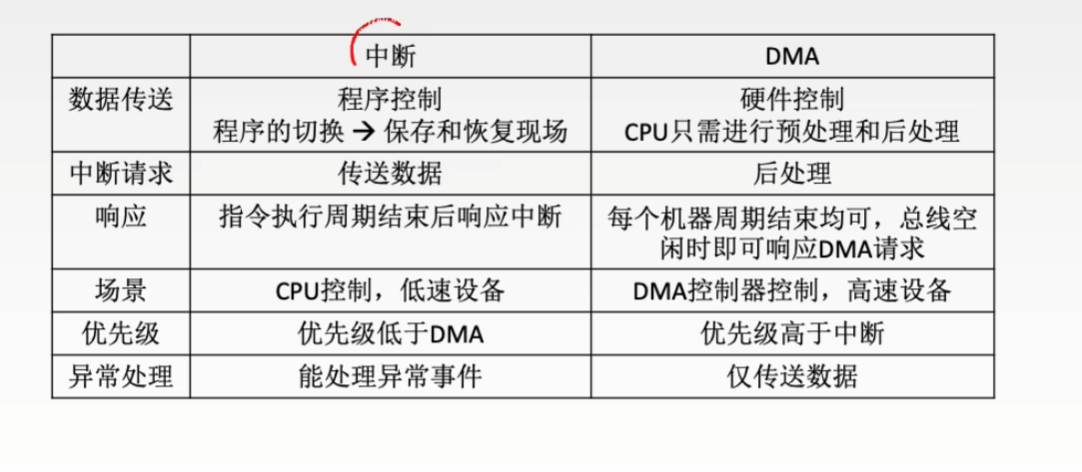 中断 DMA
数据传送 程序控制 硬件控制
程序的切换 → 保存和恢复现场 CPU只需进行预处理和后处理
中断请求 传送数据 后处理
响应 指令执行周期结束后响应中断 每个机器周期结束均可，总线空
闲时即可响应DMA请求
场景 CPU控制，低速设备 DMA控制器控制，高速设备
优先级 优先级低于DMA 优先级高于中断
异常处理 能处理异常事件 仅传送数据